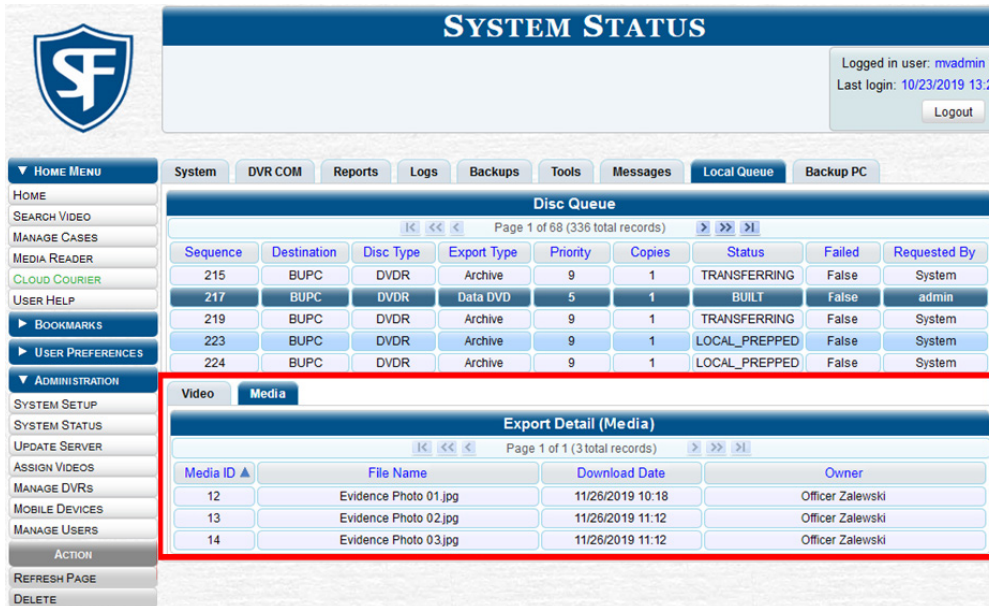 SF
SYSTEM STATUS
Logged in user: mvadmin
Last login: 10/23/2019 13:2
Logout
▼ HOME MENU
HOME
SEARCH VIDEO
MANAGE CASES
MEDIA READER
CLOUD COURIER
USER HELP
▶ BOOKMARKS
▶ USER PREFERENCES
▼ ADMINISTRATION
SYSTEM SETUP
SYSTEM STATUS
UPDATE SERVER
ASSIGN VIDEOS
MANAGE DVRS
MOBILE DEVICES
MANAGE USERS
ACTION
REFRESH PAGE
DELETE
System DVR COM Reports Logs Backups Tools Messages Local Queue Backup PC
Disc Queue
Page 1 of 68 (336 total records)
Sequence Destination Disc Type Export Type Priority Copies Status Failed Requested By
215 BUPC DVDR Archive 9 1 TRANSFERRING False System
217 BUPC DVDR Data DVD 5 1 BUILT False admin
219 BUPC DVDR Archive 9 1 TRANSFERRING False System
223 BUPC DVDR Archive 9 1 LOCAL_PREPPED False System
224 BUPC DVDR Archive 9 1 LOCAL_PREPPED False System
Video Media
Export Detail (Media)
Page 1 of 1 (3 total records)
Media ID ▲ File Name Download Date Owner
12 Evidence Photo 01.jpg 11/26/2019 10:18 Officer Zalewski
13 Evidence Photo 02.jpg 11/26/2019 11:12 Officer Zalewski
14 Evidence Photo 03.jpg 11/26/2019 11:12 Officer Zalewski